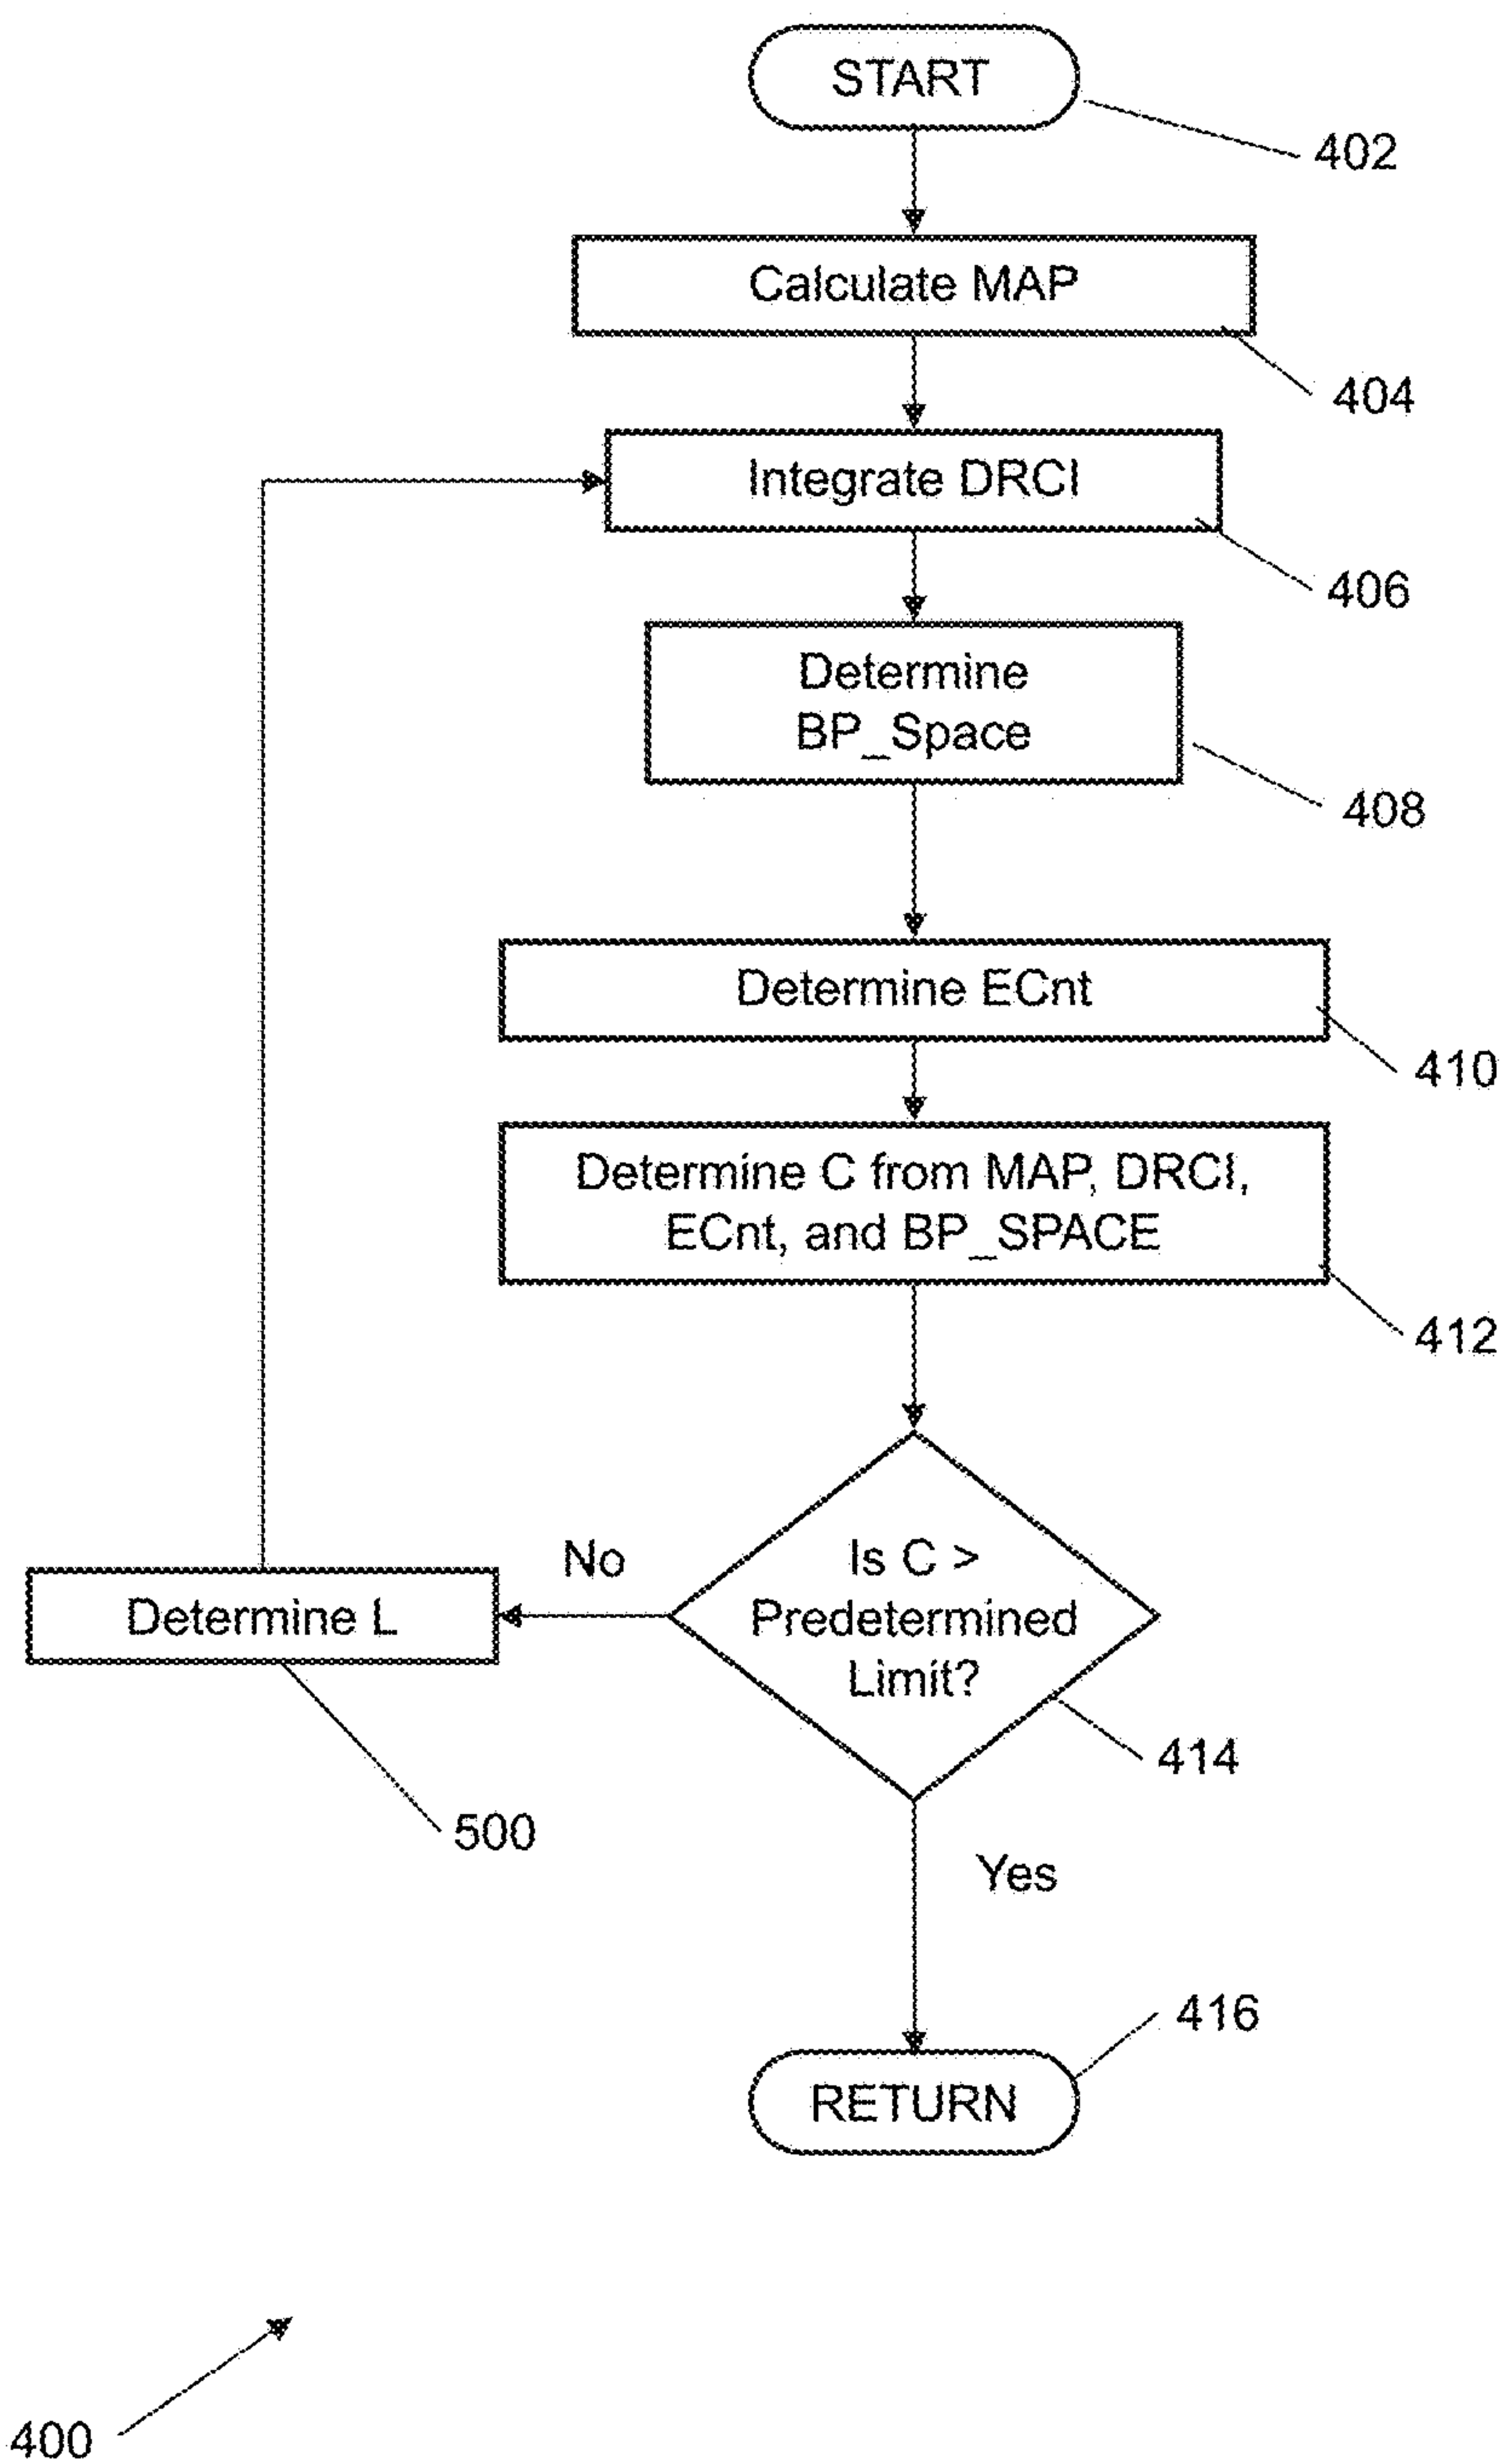 START
402
Calculate MAP
404
Integrate DRCI
406
Determine
BP_Space
408
Determine ECnt
410
Determine C from MAP, DRCI,
ECnt, and BP_SPACE
412
Is C >
Predetermined
Limit?
No
Determine L
414
500
Yes
416
RETURN
400